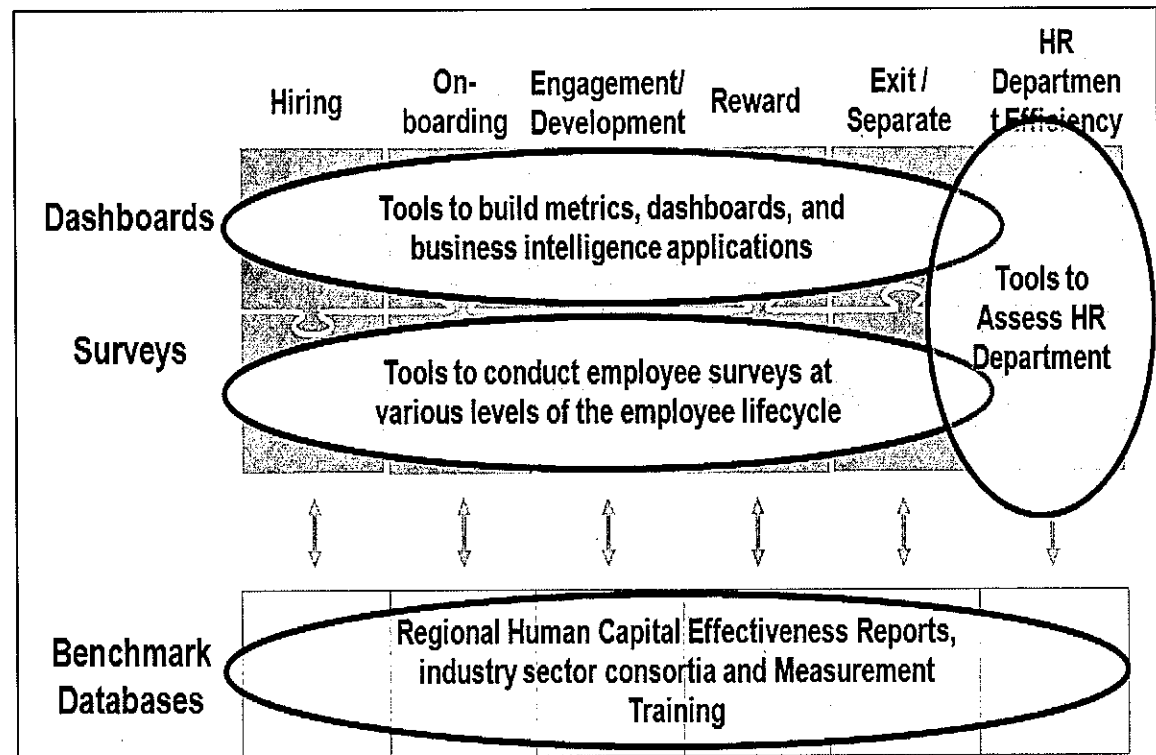 Hiring
On-
boarding
Engagement/
Development
Reward
Exit /
Separate
HR
Departmen
t Efficiency
Dashboards
Tools to build metrics, dashboards, and
business intelligence applications
Tools to
Assess HR
Department
Surveys
Tools to conduct employee surveys at
various levels of the employee lifecycle
Benchmark
Databases
Regional Human Capital Effectiveness Reports,
industry sector consortia and Measurement
Training